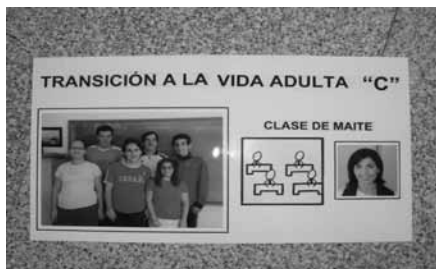 TRANSICIÓN A LA VIDA ADULTA “C”
CLASE DE MAITE